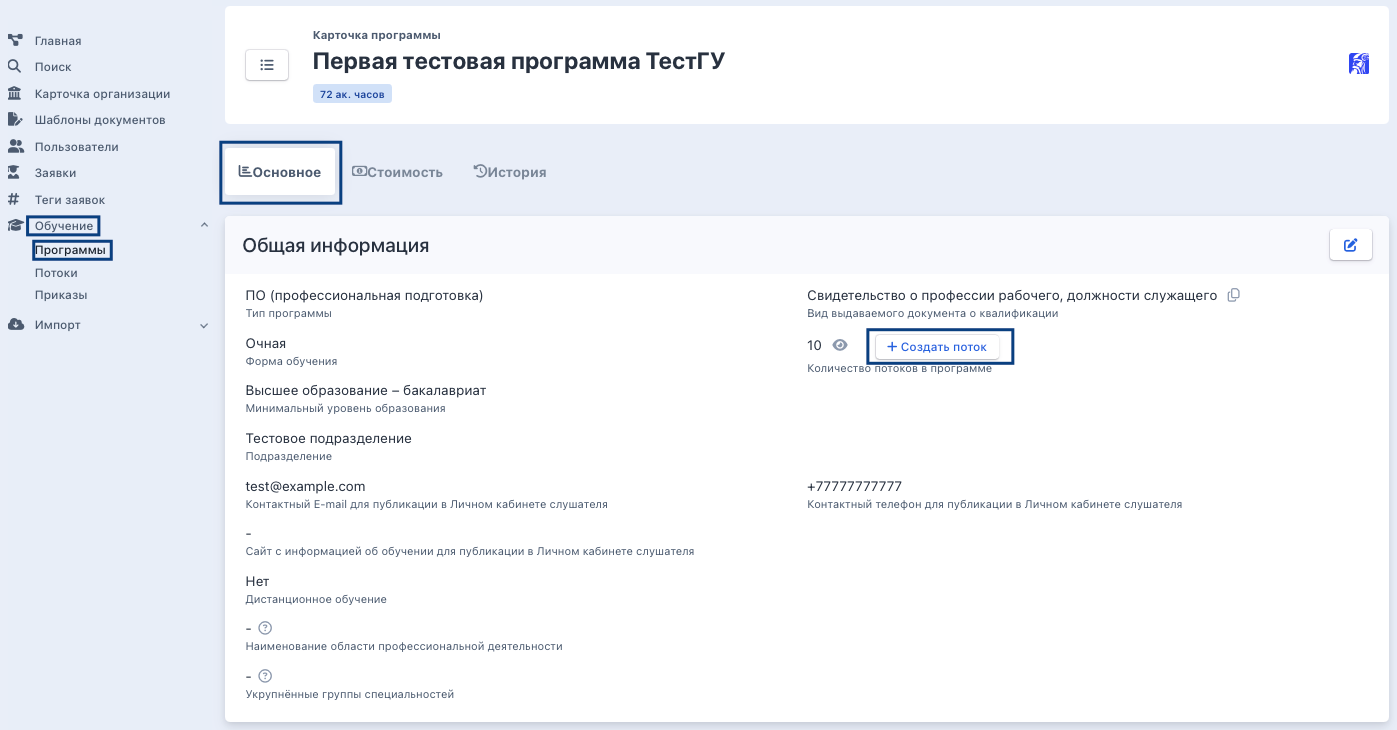 Главная
Поиск
Карточка организации
Шаблоны документов
Пользователи
Заявки
Теги заявок
Обучение
Программы
Потоки
Приказы
Импорт
Карточка программы
Первая тестовая программа ТестГУ
72 ак. часов
Основное
Стоимость
История
Общая информация
ПО (профессиональная подготовка)
Тип программы
Свидетельство о профессии рабочего, должности служащего
Вид выдаваемого документа о квалификации
Очная
Форма обучения
10
+ Создать поток
Количество потоков в программе
Высшее образование – бакалавриат
Минимальный уровень образования
Тестовое подразделение
Подразделение
test@example.com
Контактный E-mail для публикации в Личном кабинете слушателя
+77777777777
Контактный телефон для публикации в Личном кабинете слушателя
-
Сайт с информацией об обучении для публикации в Личном кабинете слушателя
Нет
Дистанционное обучение
-
Наименование области профессиональной деятельности
-
Укрупнённые группы специальностей